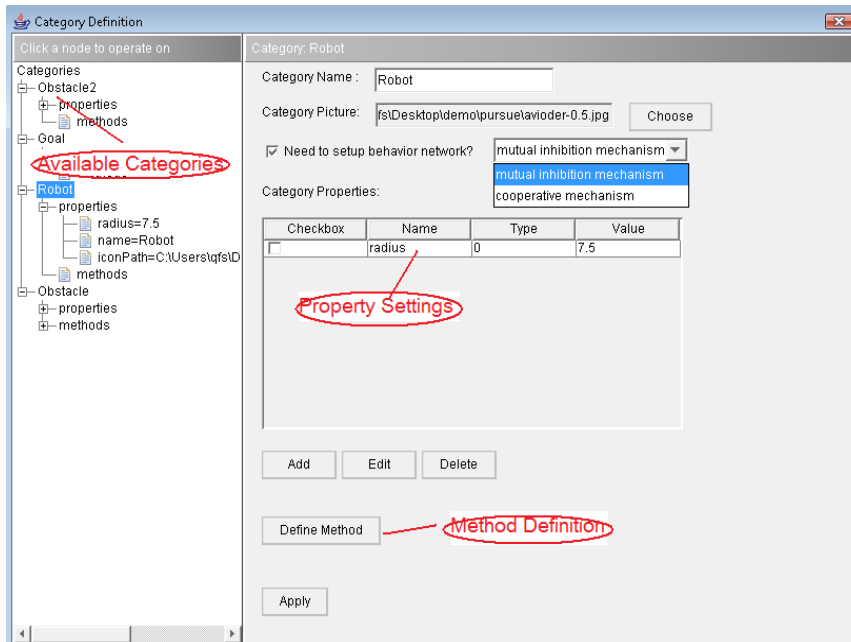 Category Definition
Click a node to operate on
Categories
Obstacle2
properties
methods
Goal
Available Categories
Robot
properties
radius=7.5
name=Robot
iconPath=C:\Users\qfs\D
methods
Obstacle
properties
methods
Category: Robot
Category Name :
Robot
Category Picture:
fs\Desktop\demo\pursue\avioder-0.5.jpg
Choose
Need to setup behavior network?
mutual inhibition mechanism
mutual inhibition mechanism
cooperative mechanism
Category Properties:
Checkbox Name Type Value
radius 0 7.5
Property Settings
Add Edit Delete
Define Method
Method Definition
Apply